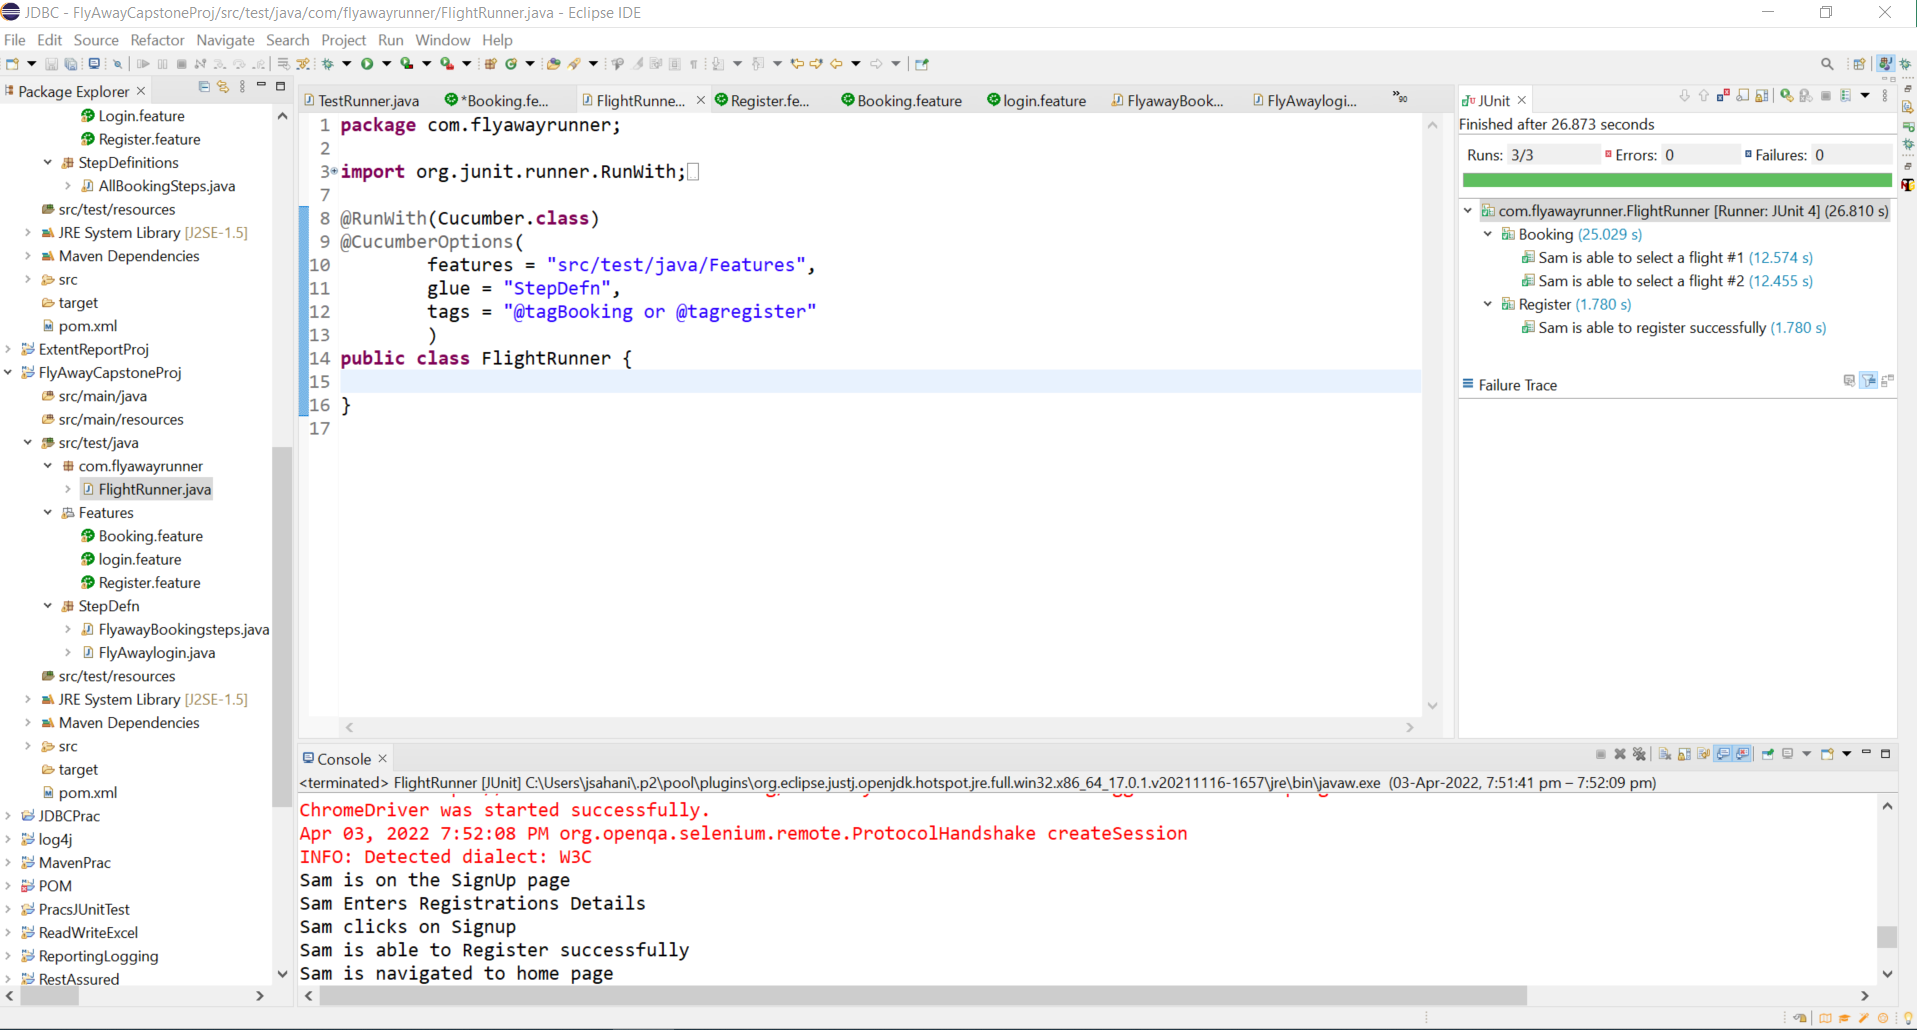 JDBC - FlyAwayCapstoneProj/src/test/java/com/flyawayrunner/FlightRunner.java - Eclipse IDE
File Edit Source Refactor Navigate Search Project Run Window Help
Package Explorer
Login.feature
Register.feature
StepDefinitions
AllBookingSteps.java
src/test/resources
JRE System Library [J2SE-1.5]
Maven Dependencies
src
target
pom.xml
ExtentReportProj
FlyAwayCapstoneProj
src/main/java
src/main/resources
src/test/java
com.flyawayrunner
FlightRunner.java
Features
Booking.feature
login.feature
Register.feature
StepDefn
FlyawayBookingsteps.java
FlyAwaylogin.java
src/test/resources
JRE System Library [J2SE-1.5]
Maven Dependencies
src
target
pom.xml
JDBCPrac
log4j
MavenPrac
POM
PracsJUnitTest
ReadWriteExcel
ReportingLogging
RestAssured
TestRunner.java *Booking.fe... FlightRunne... Register.fe... Booking.feature login.feature FlyawayBook... FlyAwaylogi... »90
1 package com.flyawayrunner;
2
3 import org.junit.runner.RunWith;
7
8 @RunWith(Cucumber.class)
9 @CucumberOptions(
10 features = "src/test/java/Features",
11 glue = "StepDefn",
12 tags = "@tagBooking or @tagregister"
13 )
14 public class FlightRunner {
15
16 }
17
JUnit
Finished after 26.873 seconds
Runs: 3/3 Errors: 0 Failures: 0
com.flyawayrunner.FlightRunner [Runner: JUnit 4] (26.810 s)
Booking (25.029 s)
Sam is able to select a flight #1 (12.574 s)
Sam is able to select a flight #2 (12.455 s)
Register (1.780 s)
Sam is able to register successfully (1.780 s)
Failure Trace
Console
<terminated> FlightRunner [JUnit] C:\Users\jsahani\.p2\pool\plugins\org.eclipse.justj.openjdk.hotspot.jre.full.win32.x86_64_17.0.1.v20211116-1657\jre\bin\javaw.exe (03-Apr-2022, 7:51:41 pm – 7:52:09 pm)
ChromeDriver was started successfully.
Apr 03, 2022 7:52:08 PM org.openqa.selenium.remote.ProtocolHandshake createSession
INFO: Detected dialect: W3C
Sam is on the SignUp page
Sam Enters Registrations Details
Sam clicks on Signup
Sam is able to Register successfully
Sam is navigated to home page